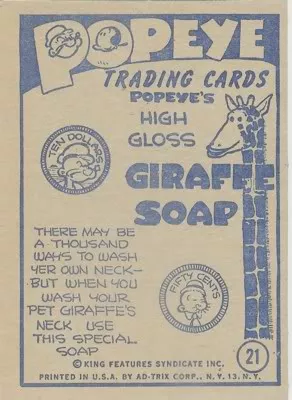 POPEYE
TRADING CARDS
POPEYE'S
HIGH
GLOSS
GIRAFFE
SOAP
TEN DOLLARS
THERE MAY BE
A THOUSAND
WAYS TO WASH
YER OWN NECK—
BUT WHEN YOU
WASH YOUR
PET GIRAFFE'S
NECK USE
THIS SPECIAL
SOAP
FIFTY CENTS
21
© KING FEATURES SYNDICATE INC.
PRINTED IN U.S.A. BY AD-TRIX CORP., N.Y. 13, N.Y.